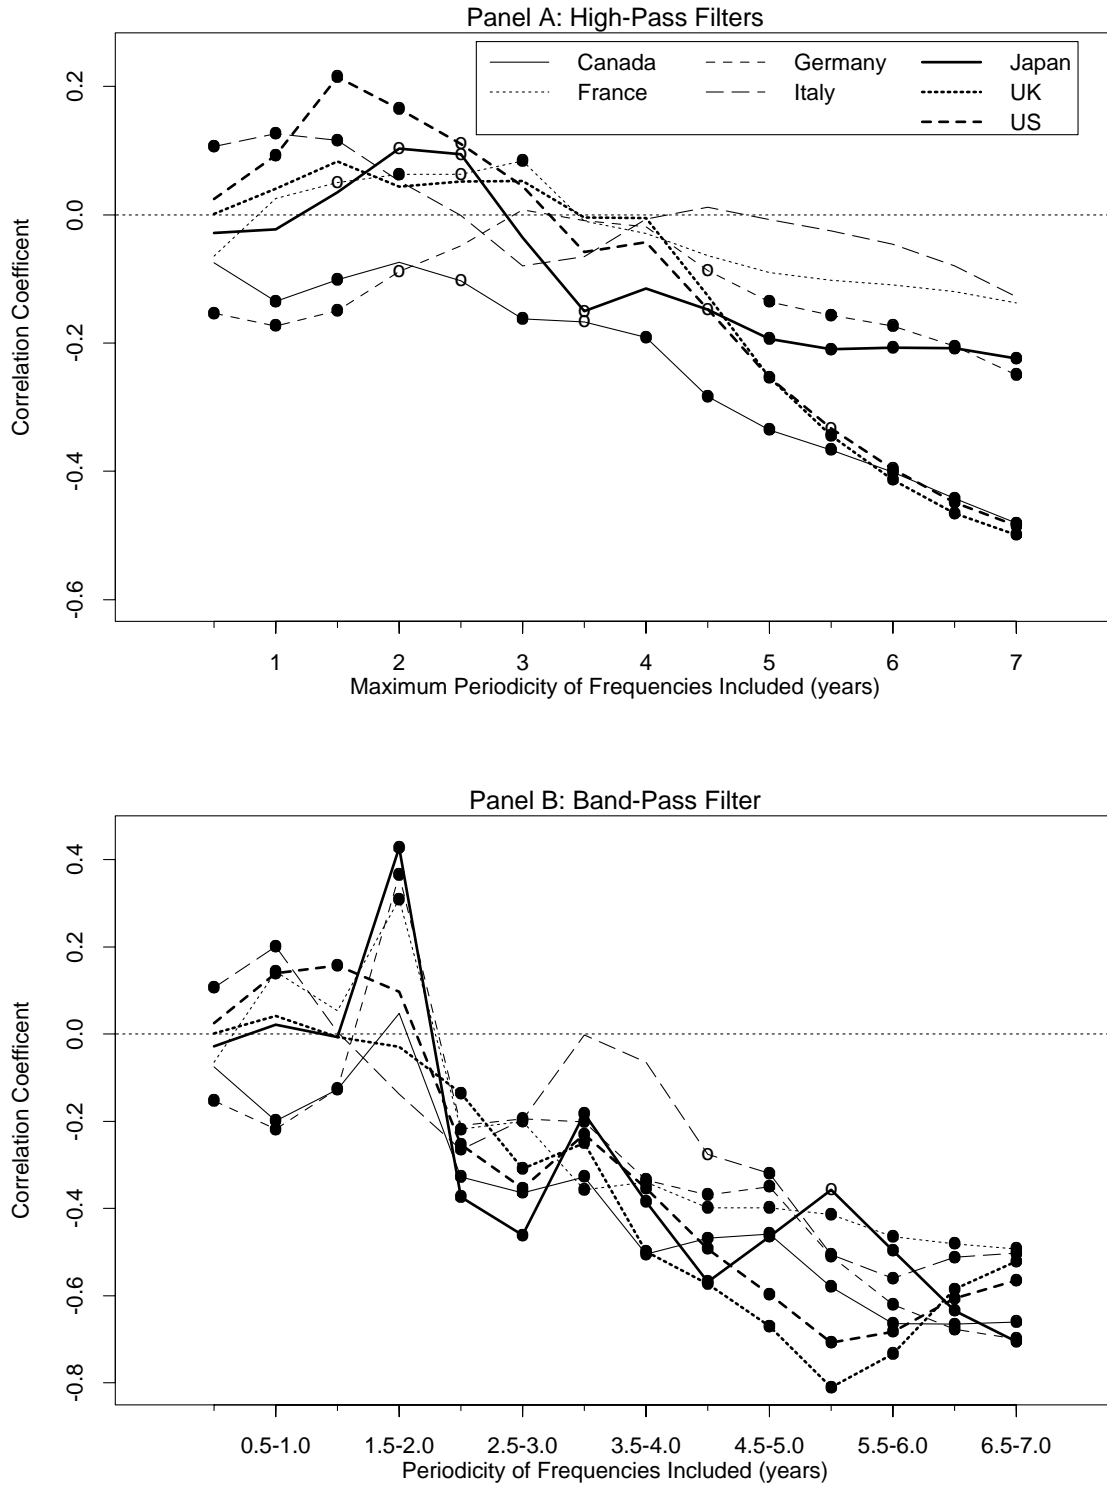 Panel A: High-Pass Filters
Canada Germany Japan
France Italy UK
US
0.2
0.0
-0.2
-0.4
-0.6
Correlation Coefficent
1 2 3 4 5 6 7
Maximum Periodicity of Frequencies Included (years)
Panel B: Band-Pass Filter
0.4
0.2
0.0
-0.2
-0.4
-0.6
-0.8
Correlation Coefficent
0.5-1.0 1.5-2.0 2.5-3.0 3.5-4.0 4.5-5.0 5.5-6.0 6.5-7.0
Periodicity of Frequencies Included (years)